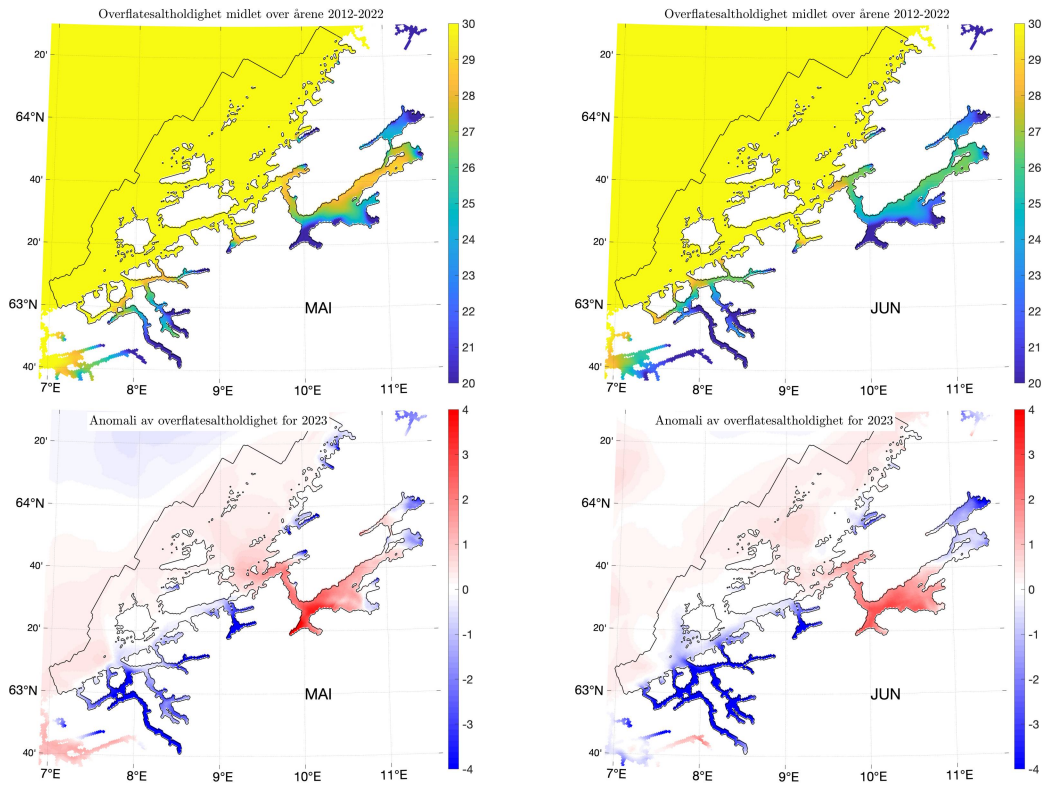 Overflatesaltholdighet midlet over årene 2012-2022
20'
64°N
40'
20'
63°N
40'
7°E
8°E
9°E
10°E
11°E
MAI
30
29
28
27
26
25
24
23
22
21
20
Overflatesaltholdighet midlet over årene 2012-2022
20'
64°N
40'
20'
63°N
40'
7°E
8°E
9°E
10°E
11°E
JUN
30
29
28
27
26
25
24
23
22
21
20
Anomali av overflatesaltholdighet for 2023
20'
64°N
40'
20'
63°N
40'
7°E
8°E
9°E
10°E
11°E
MAI
4
3
2
1
0
-1
-2
-3
-4
Anomali av overflatesaltholdighet for 2023
20'
64°N
40'
20'
63°N
40'
7°E
8°E
9°E
10°E
11°E
JUN
4
3
2
1
0
-1
-2
-3
-4